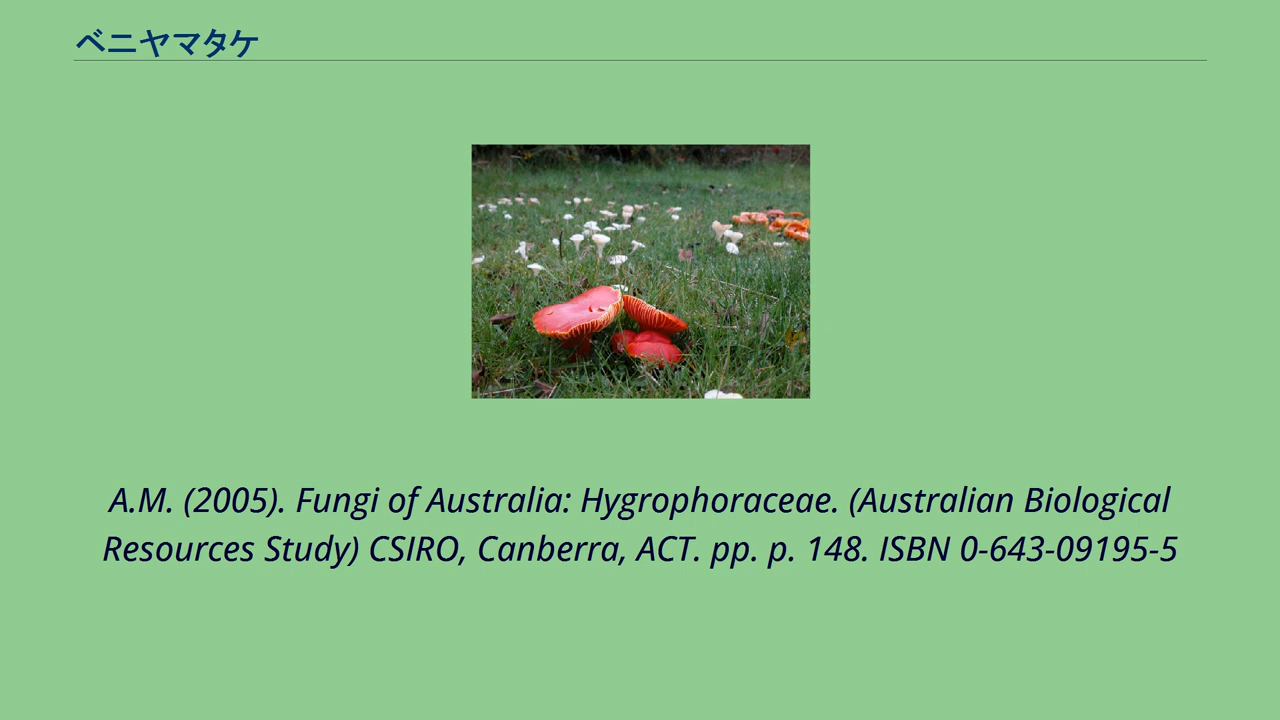 ベニヤマタケ
A.M. (2005). Fungi of Australia: Hygrophoraceae. (Australian Biological
Resources Study) CSIRO, Canberra, ACT. pp. p. 148. ISBN 0-643-09195-5